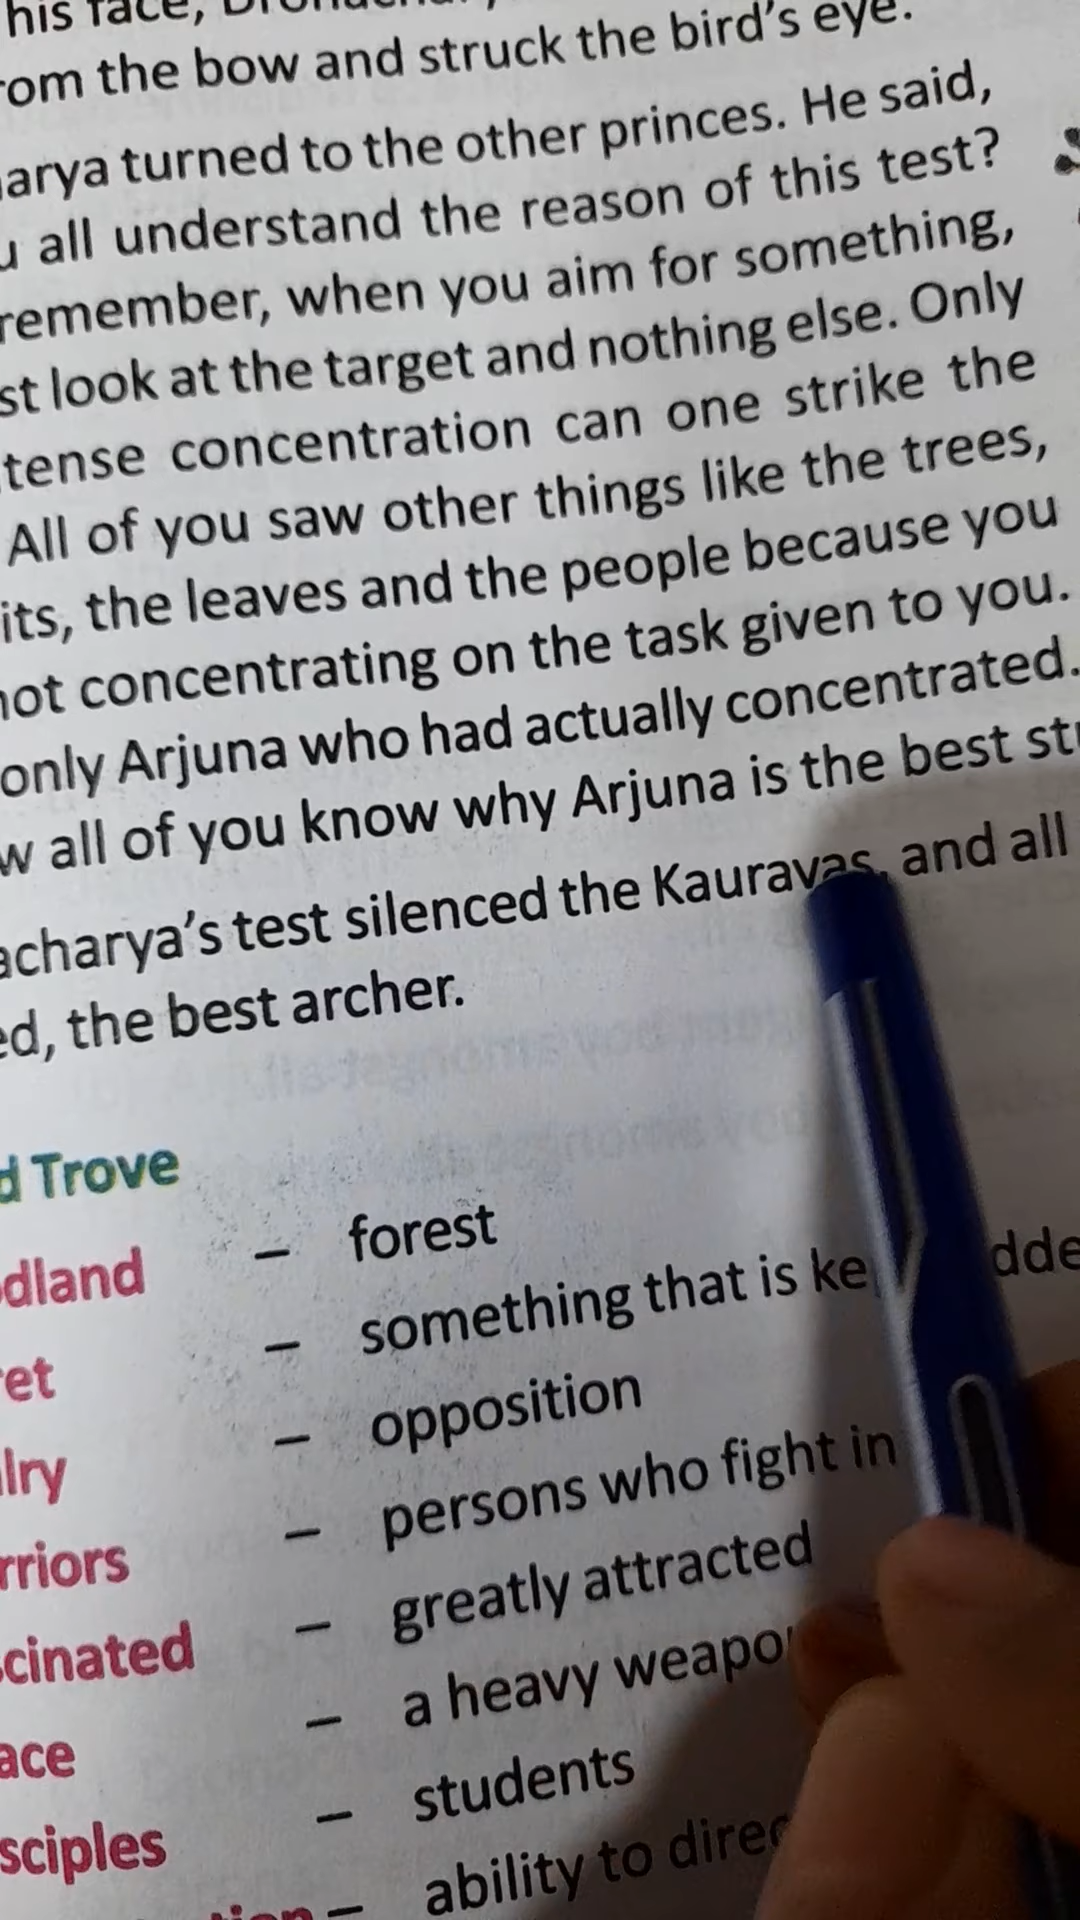 his face,
rom the bow and struck the bird's eye.
arya turned to the other princes. He said,
u all understand the reason of this test?
remember, when you aim for something,
st look at the target and nothing else. Only
tense concentration can one strike the
All of you saw other things like the trees,
its, the leaves and the people because you
not concentrating on the task given to you.
only Arjuna who had actually concentrated.
w all of you know why Arjuna is the best st
acharya's test silenced the Kauravas, and all
ed, the best archer.
d Trove
dland – forest
et – something that is ke dde
lry – opposition
rriors – persons who fight in
cinated – greatly attracted
ace – a heavy weapo
sciples – students
tion – ability to direc